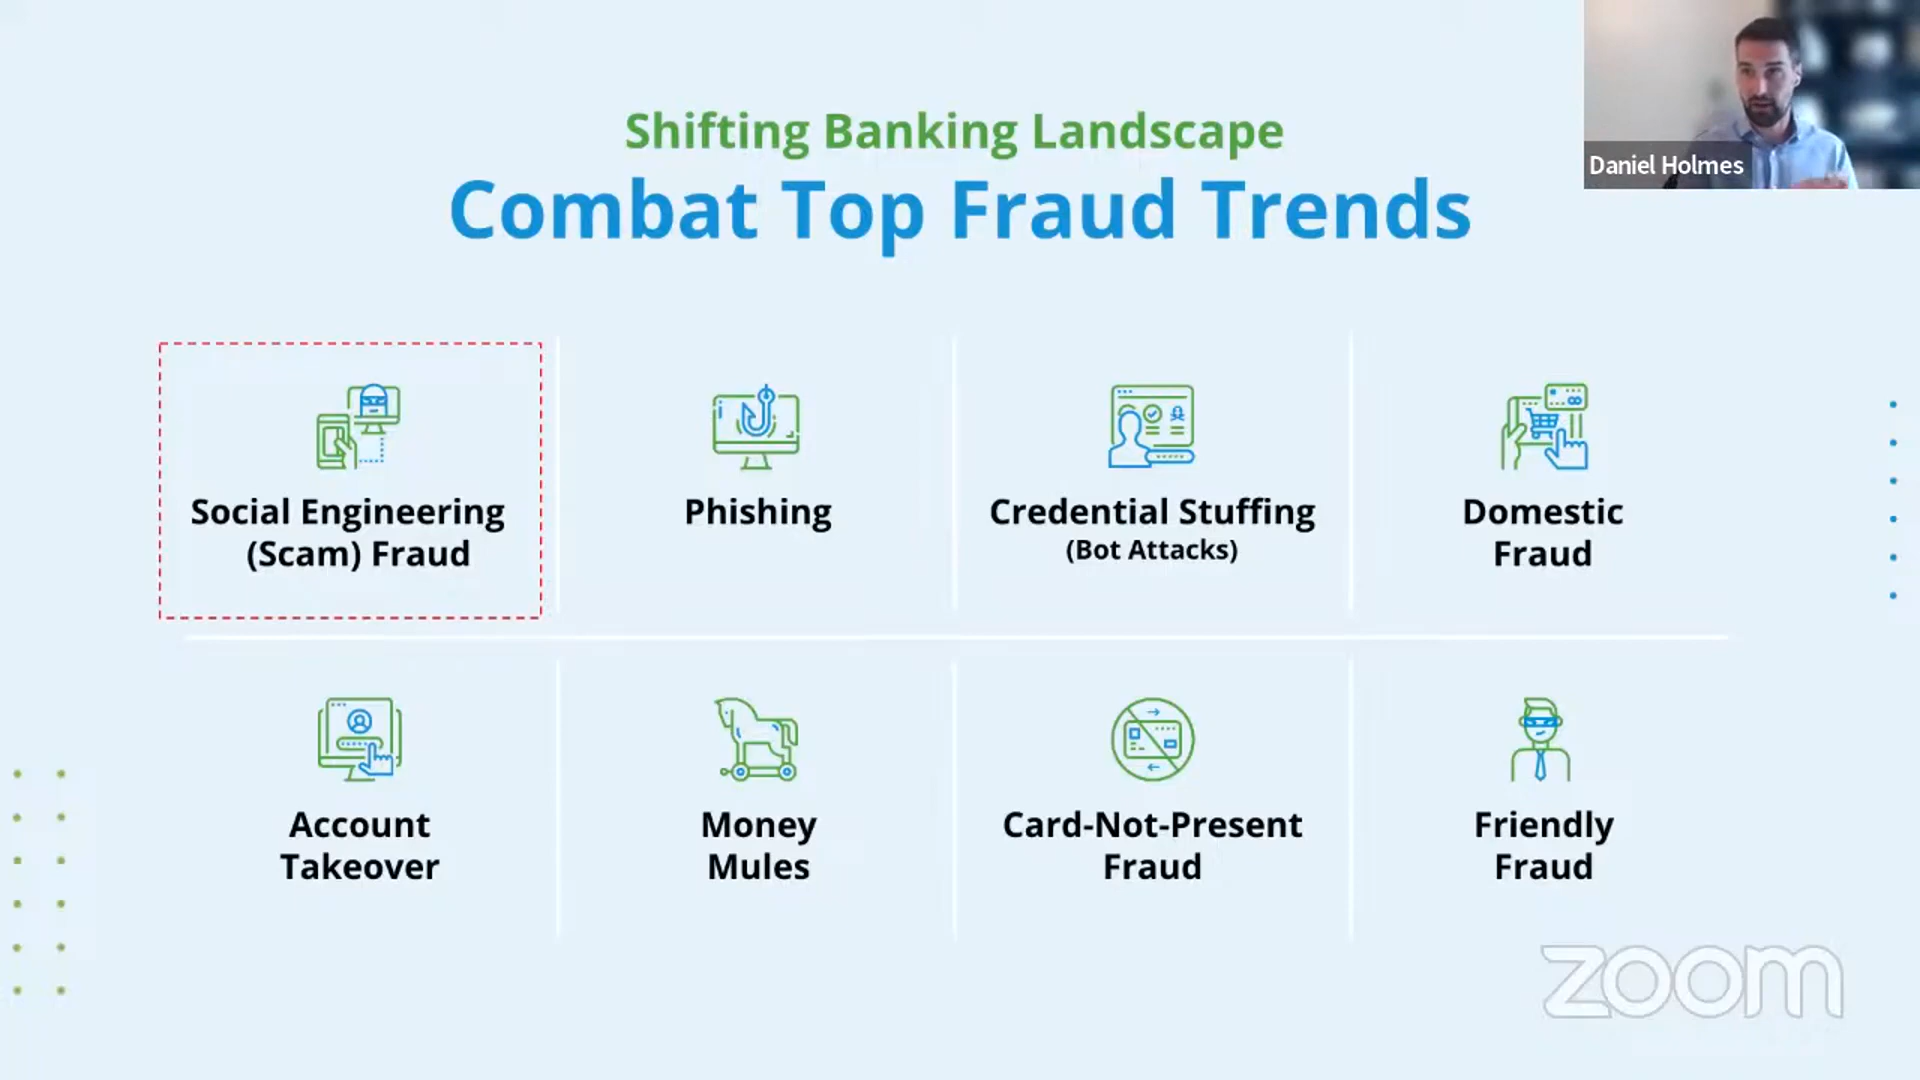 Shifting Banking Landscape
Combat Top Fraud Trends
Daniel Holmes
Social Engineering
(Scam) Fraud
Phishing
Credential Stuffing
(Bot Attacks)
Domestic
Fraud
Account
Takeover
Money
Mules
Card-Not-Present
Fraud
Friendly
Fraud
zoom